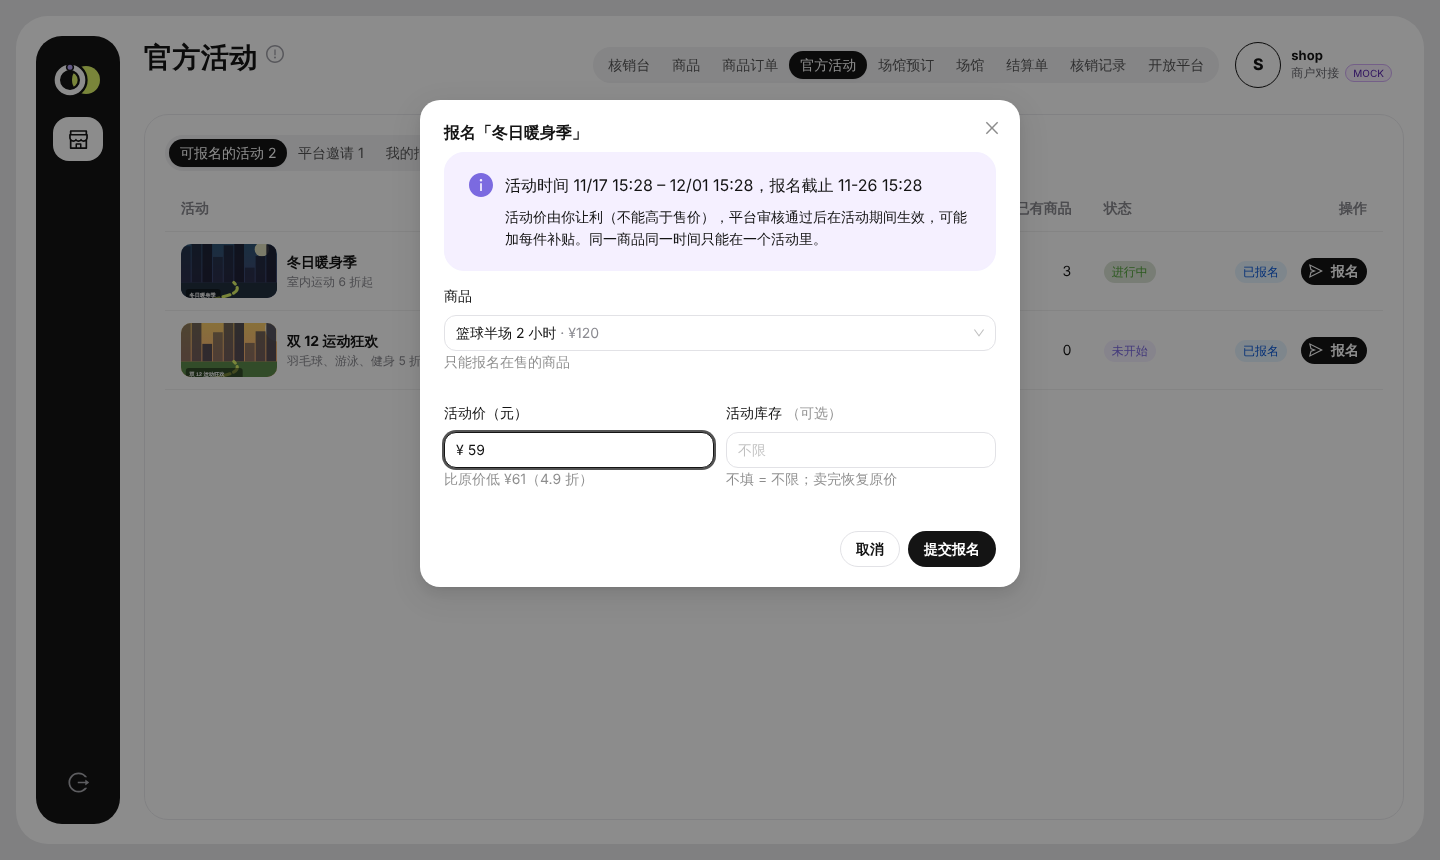 官方活动
核销台 商品 商品订单 官方活动 场馆预订 场馆 结算单 核销记录 开放平台
S
shop
商户对接 MOCK
可报名的活动 2 平台邀请 1
活动 已有商品 状态 操作
冬日暖身季
室内运动 6 折起
3 进行中 已报名 报名
双 12 运动狂欢
羽毛球、游泳、健身 5 折
0 未开始 已报名 报名
报名「冬日暖身季」
活动时间 11/17 15:28 – 12/01 15:28，报名截止 11-26 15:28
活动价由你让利（不能高于售价），平台审核通过后在活动期间生效，可能
加每件补贴。同一商品同一时间只能在一个活动里。
商品
篮球半场 2 小时 · ¥120
只能报名在售的商品
活动价（元） 活动库存 （可选）
¥ 59 不限
比原价低 ¥61（4.9 折） 不填 = 不限；卖完恢复原价
取消 提交报名